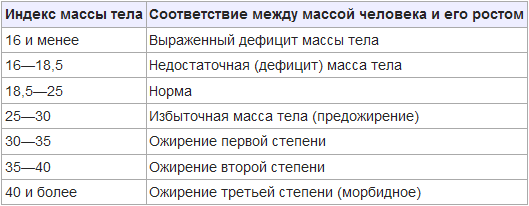 Индекс массы тела Соответствие между массой человека и его ростом
16 и менее Выраженный дефицит массы тела
16—18,5 Недостаточная (дефицит) масса тела
18,5—25 Норма
25—30 Избыточная масса тела (предожирение)
30—35 Ожирение первой степени
35—40 Ожирение второй степени
40 и более Ожирение третьей степени (морбидное)